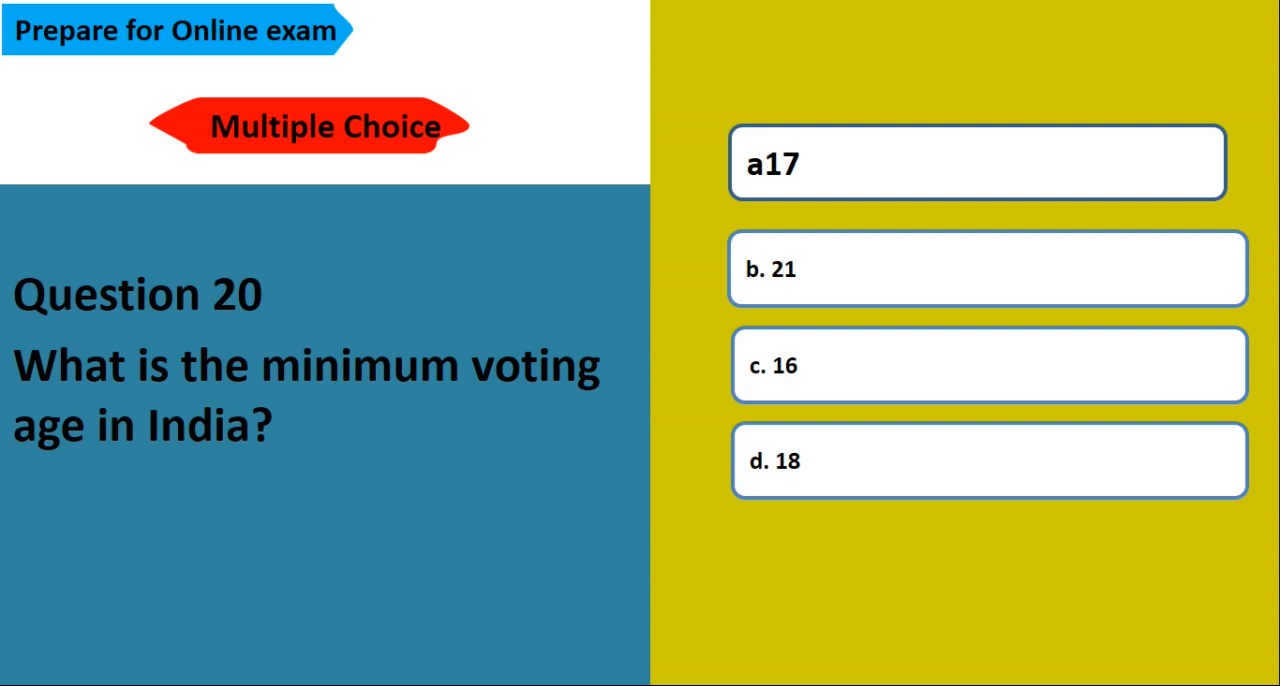 Prepare for Online exam
Multiple Choice
Question 20
What is the minimum voting
age in India?
a17
b. 21
c. 16
d. 18